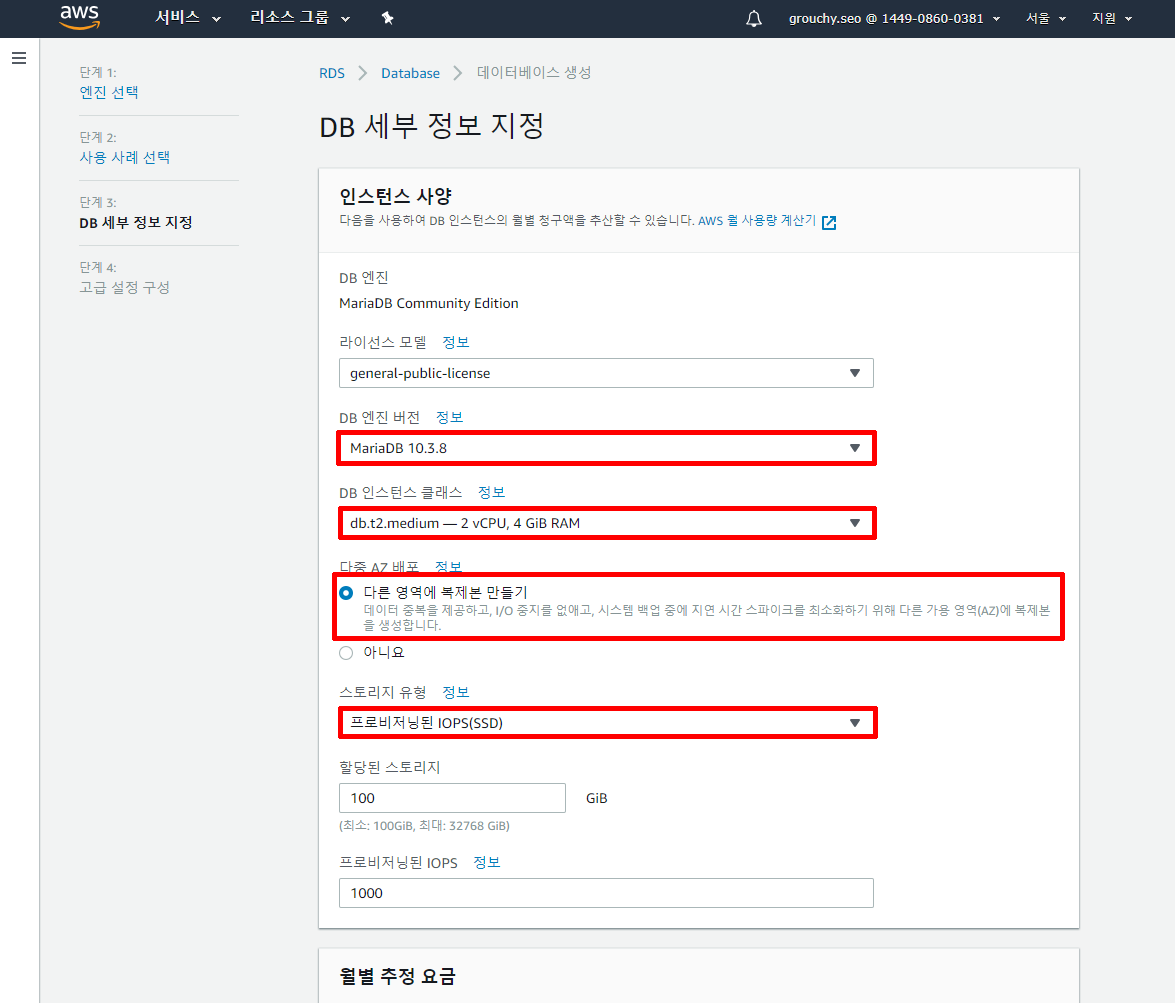 aws 서비스 리소스 그룹 grouchy.seo @ 1449-0860-0381 서울 지원
단계 1:
엔진 선택
단계 2:
사용 사례 선택
단계 3:
DB 세부 정보 지정
단계 4:
고급 설정 구성
RDS Database 데이터베이스 생성
DB 세부 정보 지정
인스턴스 사양
다음을 사용하여 DB 인스턴스의 월별 청구액을 추산할 수 있습니다. AWS 월 사용량 계산기
DB 엔진
MariaDB Community Edition
라이선스 모델 정보
general-public-license
DB 엔진 버전 정보
MariaDB 10.3.8
DB 인스턴스 클래스 정보
db.t2.medium — 2 vCPU, 4 GiB RAM
다중 AZ 배포 정보
다른 영역에 복제본 만들기
데이터 중복을 제공하고, I/O 중지를 없애고, 시스템 백업 중에 지연 시간 스파이크를 최소화하기 위해 다른 가용 영역(AZ)에 복제본
을 생성합니다.
아니요
스토리지 유형 정보
프로비저닝된 IOPS(SSD)
할당된 스토리지
100 GiB
(최소: 100GiB, 최대: 32768 GiB)
프로비저닝된 IOPS 정보
1000
월별 추정 요금